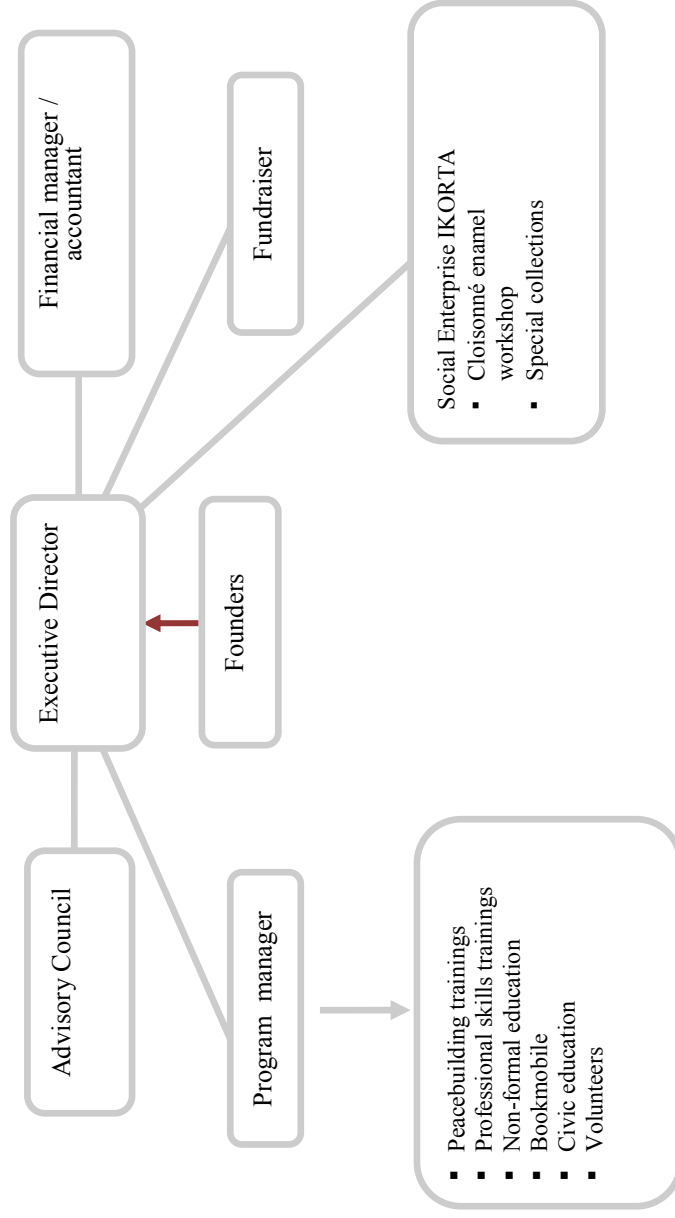 Advisory Council
Executive Director
Financial manager /
accountant
Program manager
Founders
Fundraiser
▪ Peacebuilding trainings
▪ Professional skills trainings
▪ Non-formal education
▪ Bookmobile
▪ Civic education
▪ Volunteers
Social Enterprise IKORTA
▪ Cloisonné enamel
workshop
▪ Special collections